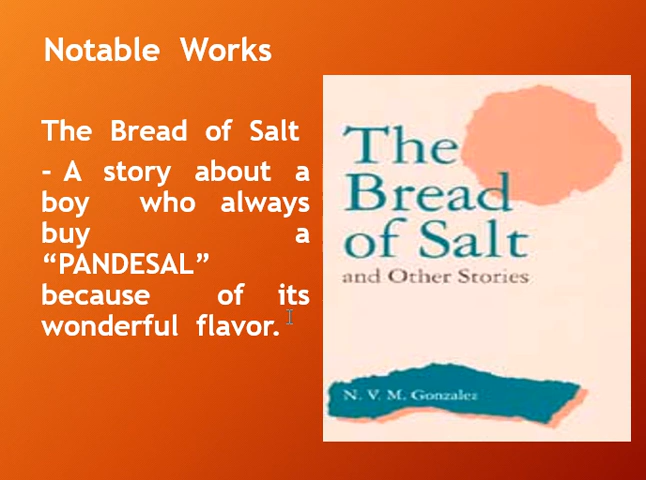 Notable Works
The Bread of Salt
- A story about a
boy who always
buy a
“PANDESAL”
because of its
wonderful flavor.
The
Bread
of Salt
and Other Stories
N. V. M. Gonzalez